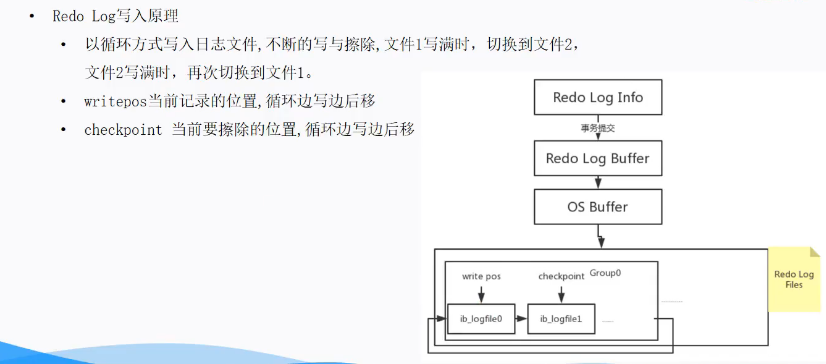 • Redo Log写入原理
• 以循环方式写入日志文件,不断的写与擦除,文件1写满时，切换到文件2，
文件2写满时，再次切换到文件1。
• writepos当前记录的位置,循环边写边后移
• checkpoint 当前要擦除的位置,循环边写边后移
Redo Log Info
事务提交
Redo Log Buffer
OS Buffer
write pos
checkpoint
Group0
ib_logfile0
ib_logfile1
......
Redo Log
Files